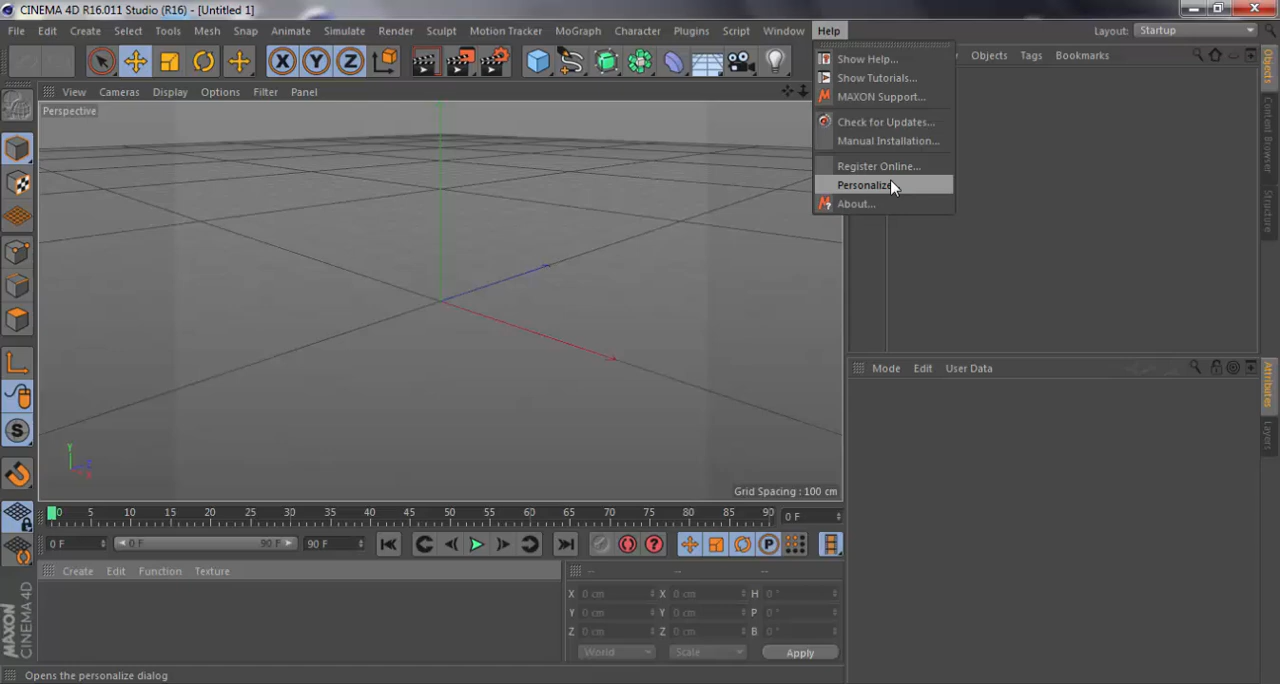 CINEMA 4D R16.011 Studio (R16) - [Untitled 1]
File Edit Create Select Tools Mesh Snap Animate Simulate Render Sculpt Motion Tracker MoGraph Character Plugins Script Window Help Layout: Startup
Objects Tags Bookmarks
View Cameras Display Options Filter Panel
Perspective
Show Help...
Show Tutorials...
MAXON Support...
Check for Updates...
Manual Installation...
Register Online...
Personalize
About...
Objects
Content Browser
Structure
X Y Z
Y
Grid Spacing : 100 cm
Mode Edit User Data
Attributes
Layers
S
0 5 10 15 20 25 30 35 40 45 50 55 60 65 70 75 80 85 90 0 F
0 F 0 F 90 F 90 F
P
Create Edit Function Texture
-- -- --
X 0 cm X 0 cm H 0 °
Y 0 cm Y 0 cm P 0 °
Z 0 cm Z 0 cm B 0 °
World Scale Apply
MAXON
CINEMA 4D
Opens the personalize dialog